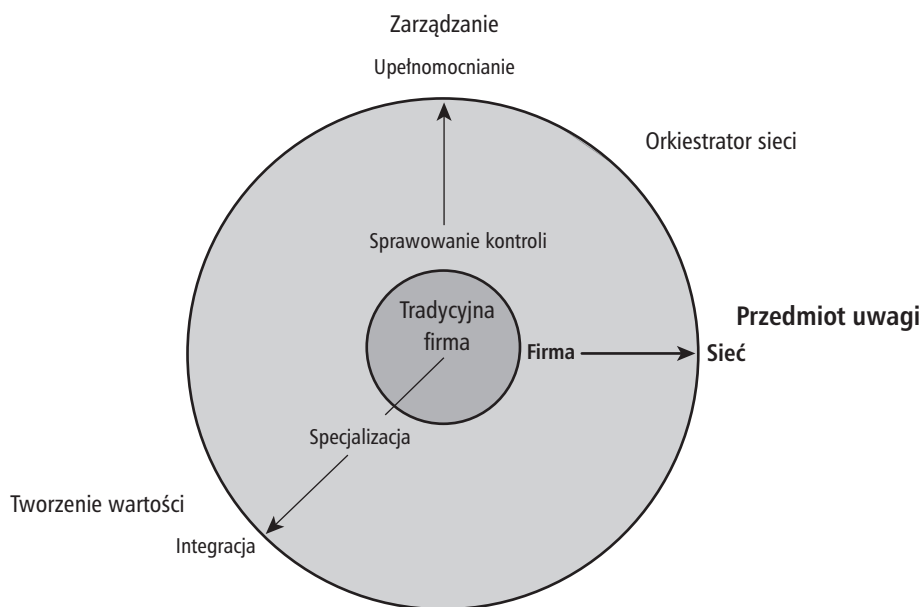 Zarządzanie
Upełnomocnianie
Orkiestrator sieci
Sprawowanie kontroli
Tradycyjna
firma
Przedmiot uwagi
Firma
Sieć
Specjalizacja
Tworzenie wartości
Integracja